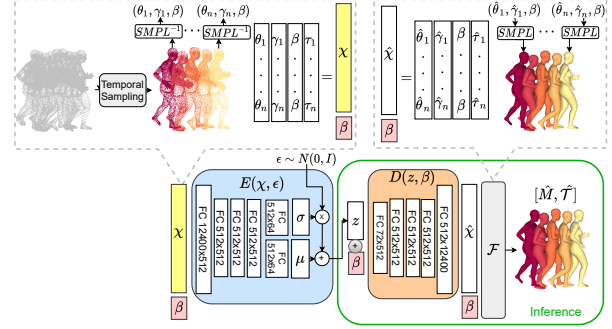 (θ₁, γ₁, β) (θₙ, γₙ, β)
SMPL⁻¹ ··· SMPL⁻¹
Temporal
Sampling
θ₁ γ₁ β τ₁
· · · ·
θₙ γₙ β τₙ
=
χ
β
χ̂
β
=
θ̂₁ γ̂₁ β τ̂₁
· · · ·
θ̂ₙ γ̂ₙ β τ̂ₙ
(θ̂₁, γ̂₁, β) (θ̂ₙ, γ̂ₙ, β)
SMPL ··· SMPL
ϵ ∼ N(0, I)
χ
β
E(χ, ϵ)
FC 12400x512
FC 512x512
FC 512x512
FC
512x64
σ
FC
512x64
μ
x
+
z
+
β
D(z, β)
FC 72x512
FC 512x512
FC 512x512
FC 512x12400
χ̂
β
ℱ
[M̂, 𝒯̂]
Inference